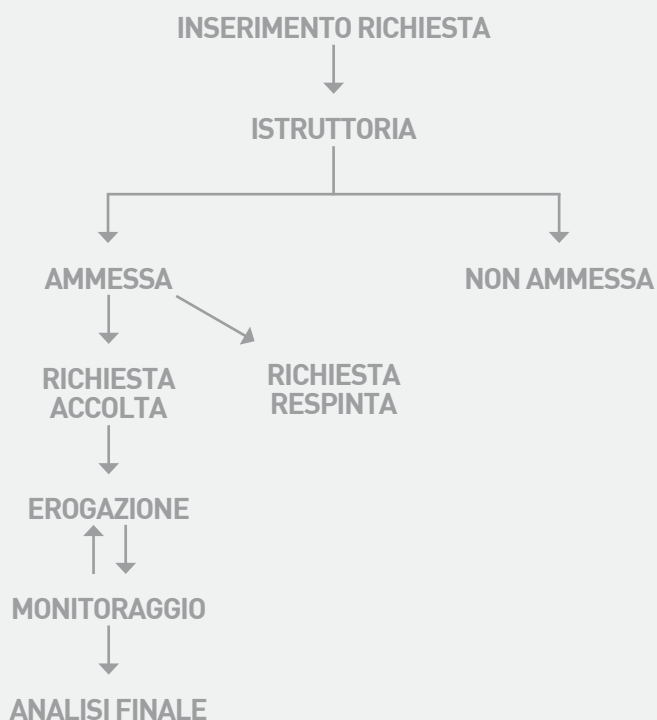 INSERIMENTO RICHIESTA
ISTRUTTORIA
AMMESSA
NON AMMESSA
RICHIESTA
ACCOLTA
RICHIESTA
RESPINTA
EROGAZIONE
MONITORAGGIO
ANALISI FINALE